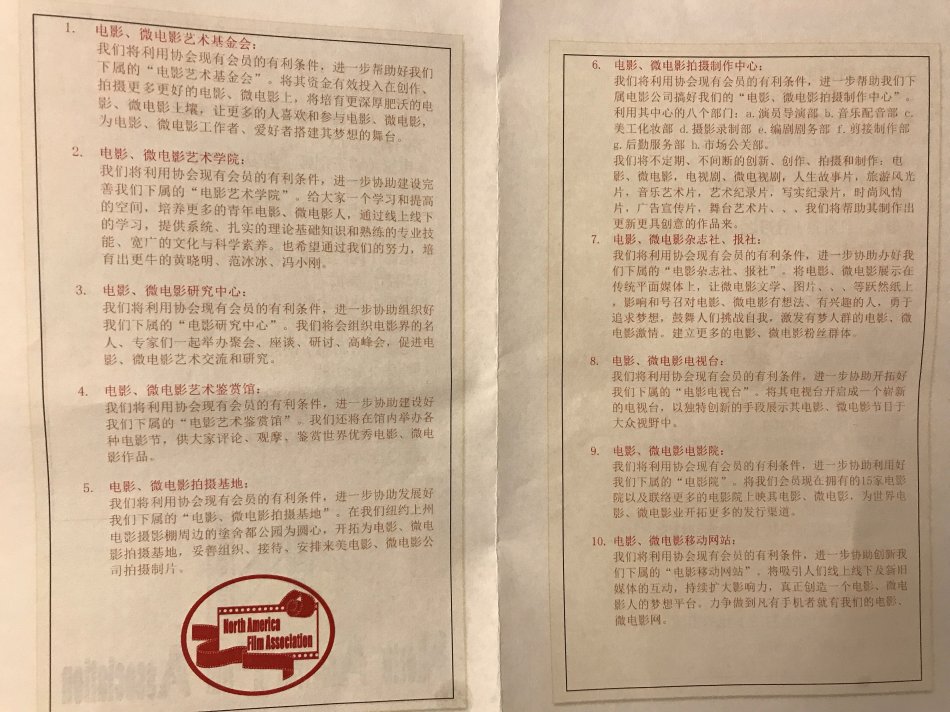 1. 电影、微电影艺术基金会：
我们将利用协会现有会员的有利条件，进一步帮助好我们
下属的“电影艺术基金会”。将其资金有效投入在创作、
拍摄更多更好的电影、微电影上，将培育更深厚肥沃的电
影、微电影土壤，让更多的人喜欢和参与电影、微电影，
为电影、微电影工作者、爱好者搭建其梦想的舞台。
2. 电影、微电影艺术学院：
我们将利用协会现有会员的有利条件，进一步协助建设完
善我们下属的“电影艺术学院”。给大家一个学习和提高
的空间，培养更多的青年电影、微电影人，通过线上线下
的学习，提供系统、扎实的理论基础知识和熟练的专业技
能、宽广的文化与科学素养。也希望通过我们的努力，培
育出更牛的黄晓明、范冰冰、冯小刚。
3. 电影、微电影研究中心：
我们将利用协会现有会员的有利条件，进一步协助组织好
我们下属的“电影研究中心”。我们将会组织电影界的名
人、专家们一起举办聚会、座谈、研讨、高峰会，促进电
影、微电影艺术交流和研究。
4. 电影、微电影艺术鉴赏馆：
我们将利用协会现有会员的有利条件，进一步协助建设好
我们下属的“电影艺术鉴赏馆”。我们还将在馆内举办各
种电影节，供大家评论、观摩、鉴赏世界优秀电影、微电
影作品。
5. 电影、微电影拍摄基地：
我们将利用协会现有会员的有利条件，进一步协助发展好
我们下属的“电影、微电影拍摄基地”。在我们纽约上州
电影摄影棚周边的塗舍都公园为圆心，开拓为电影、微电
影拍摄基地，妥善组织、接待、安排来美电影、微电影公
司拍摄制片。
North America
Film Association
6. 电影、微电影拍摄制作中心：
我们将利用协会现有会员的有利条件，进一步帮助我们下
属电影公司搞好我们的“电影、微电影拍摄制作中心”。
利用其中心的八个部门：a.演员导演部 b.音乐配音部 c.
美工化妆部 d.摄影录制部 e.编剧剧务部 f.剪接制作部
g.后勤服务部 h.市场公关部。
我们将不定期、不间断的创新、创作、拍摄和制作：电
影、微电影，电视剧、微电视剧，人生故事片，旅游风光
片，音乐艺术片，艺术纪录片，写实纪录片，时尚风情
片，广告宣传片，舞台艺术片、、、我们将帮助其制作出
更新更具创意的作品来。
7. 电影、微电影杂志社、报社：
我们将利用协会现有会员的有利条件，进一步协助办好我
们下属的“电影杂志社、报社”。将电影、微电影展示在
传统平面媒体上，让微电影文学、图片、、、等跃然纸上
。影响和号召对电影、微电影有想法、有兴趣的人，勇于
追求梦想，鼓舞人们挑战自我，激发有梦人群的电影、微
电影激情。建立更多的电影、微电影粉丝群体。
8. 电影、微电影电视台：
我们将利用协会现有会员的有利条件，进一步协助开拓好
我们下属的“电影电视台”。将其电视台开启成一个崭新
的电视台，以独特创新的手段展示其电影、微电影节目于
大众视野中。
9. 电影、微电影电影院：
我们将利用协会现有会员的有利条件，进一步协助利用好
我们下属的“电影院”。将我们会员现在拥有的15家电影
院以及联络更多的电影院上映其电影、微电影，为世界电
影、微电影业开拓更多的发行渠道。
10. 电影、微电影移动网站：
我们将利用协会现有会员的有利条件，进一步协助创新我
们下属的“电影移动网站”。将吸引人们线上线下及新旧
媒体的互动，持续扩大影响力，真正创造一个电影、微电
影人的梦想平台。力争做到凡有手机者就有我们的电影、
微电影网。